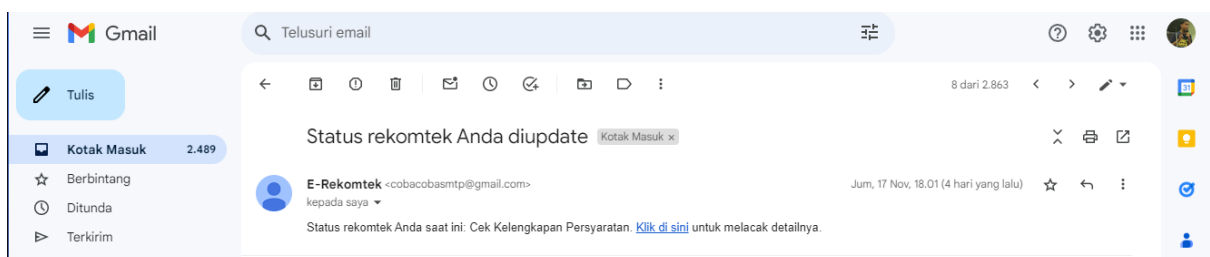 Gmail
Telusuri email
Tulis
8 dari 2.863
31
Status rekomtek Anda diupdate Kotak Masuk ×
Kotak Masuk 2.489
Berbintang
E-Rekomtek <cobacobasmtp@gmail.com> Jum, 17 Nov, 18.01 (4 hari yang lalu)
kepada saya
Ditunda
Status rekomtek Anda saat ini: Cek Kelengkapan Persyaratan. Klik di sini untuk melacak detailnya.
Terkirim